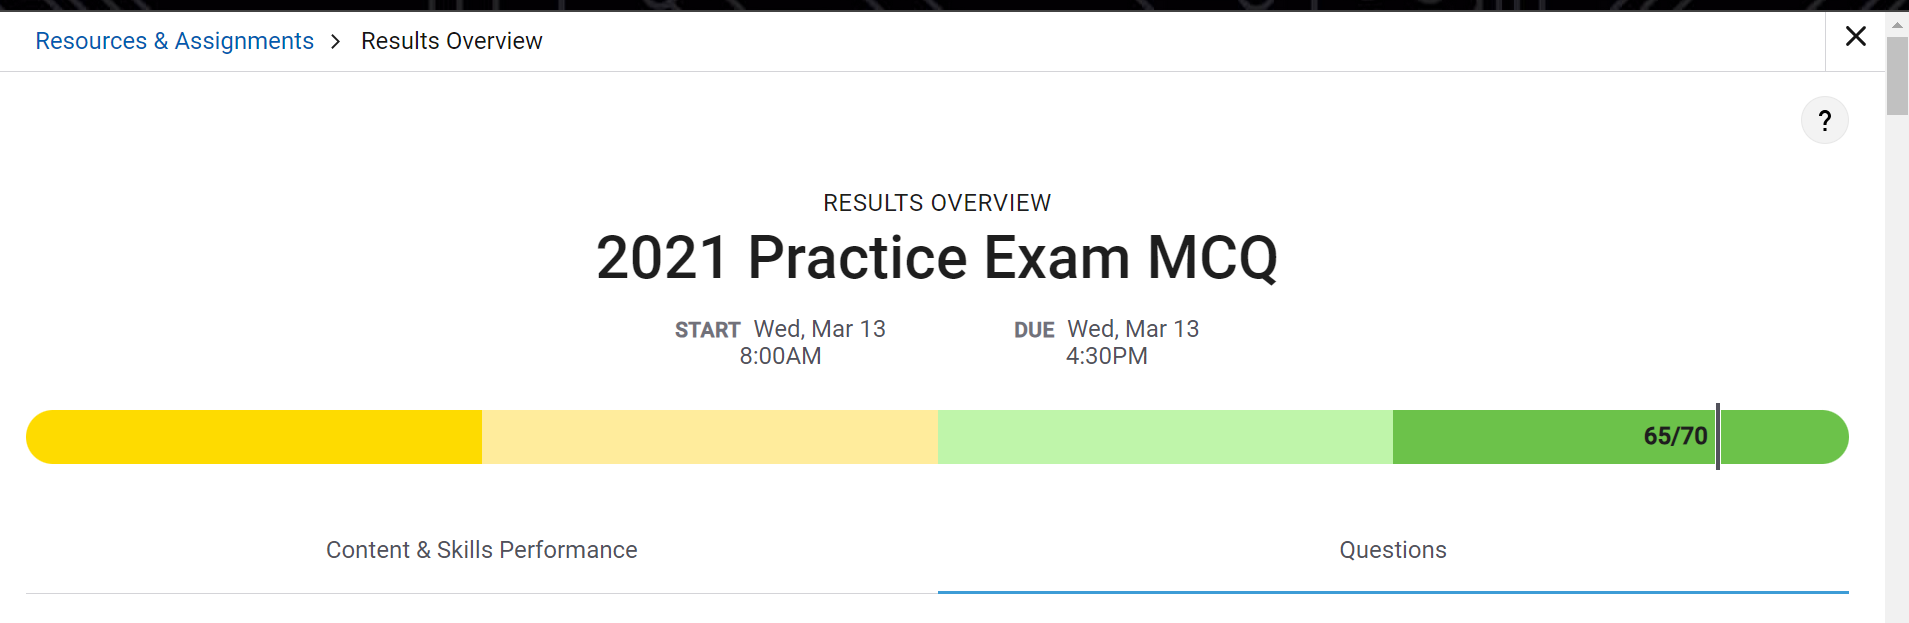 Resources & Assignments > Results Overview
?
RESULTS OVERVIEW
2021 Practice Exam MCQ
START Wed, Mar 13 DUE Wed, Mar 13
8:00AM 4:30PM
65/70
Content & Skills Performance Questions